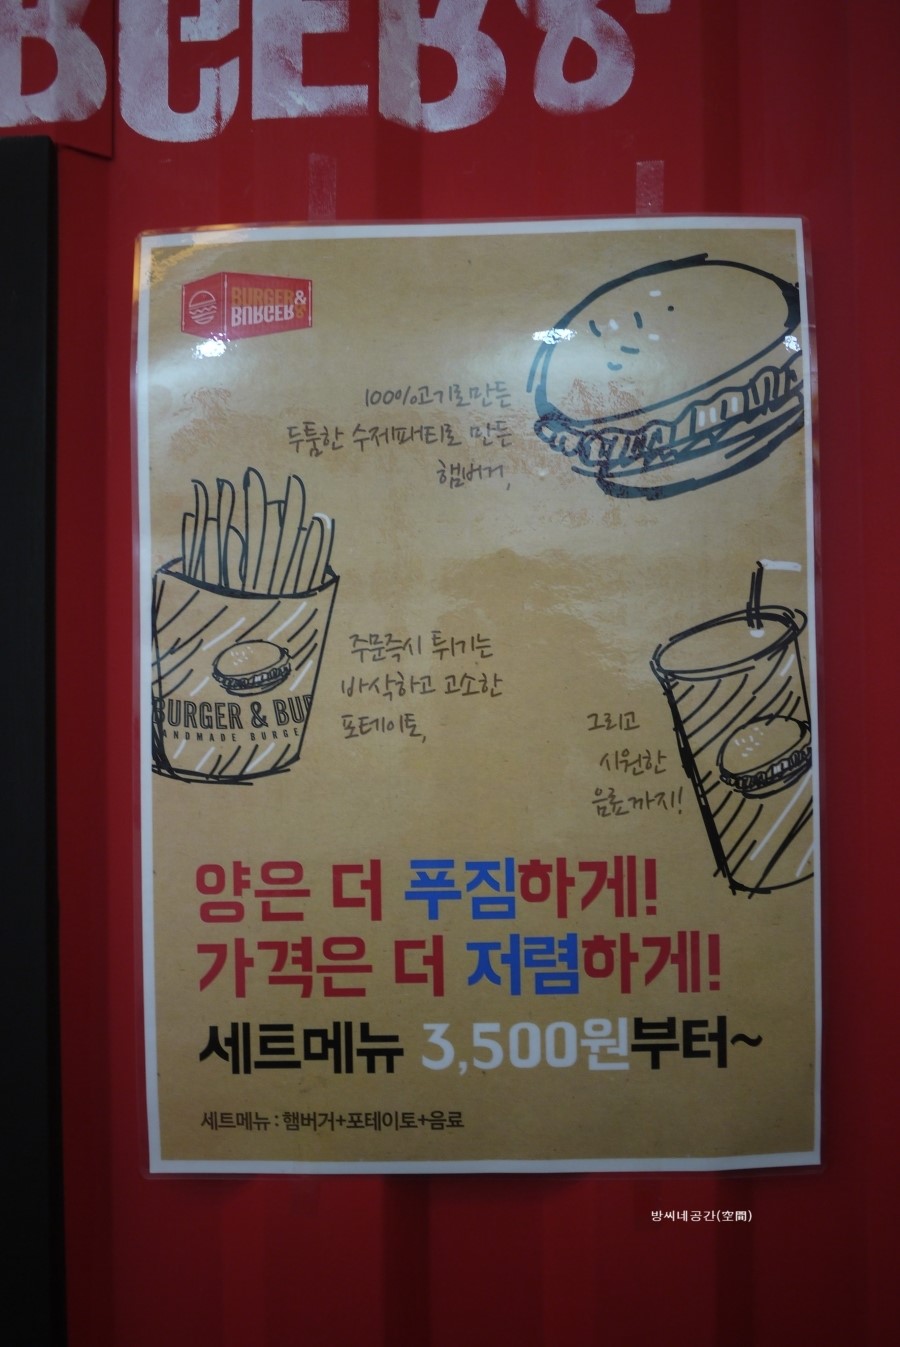 BURGER&
BURGER&
100%고기로만든
두툼한 수제패티로 만든
햄버거,
주문즉시 튀기는
바삭하고 고소한
포테이토,
BURGER & BUR
ANDMADE BURGE
그리고
시원한
음료까지!
양은 더 푸짐하게!
가격은 더 저렴하게!
세트메뉴 3,500원부터~
세트메뉴 : 햄버거+포테이토+음료
방씨네공간(空間)